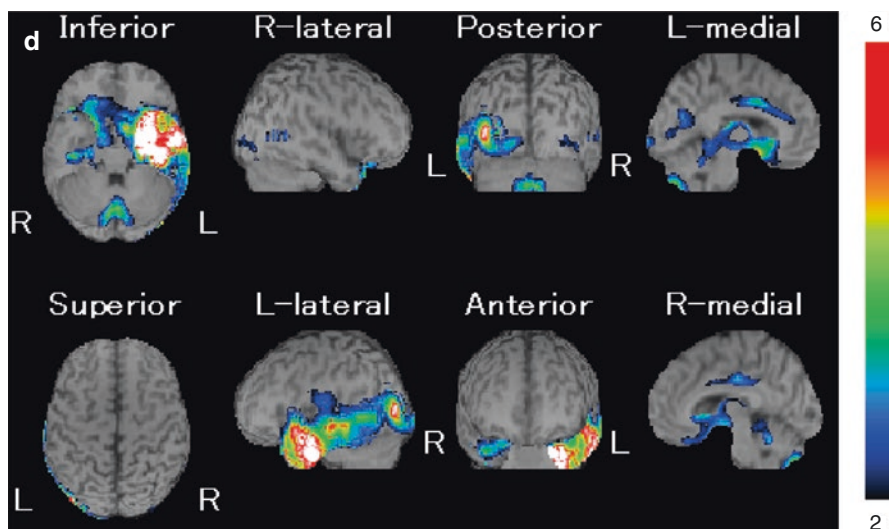 d
Inferior R-lateral Posterior L-medial
R L L R
Superior L-lateral Anterior R-medial
L R R L
6
2